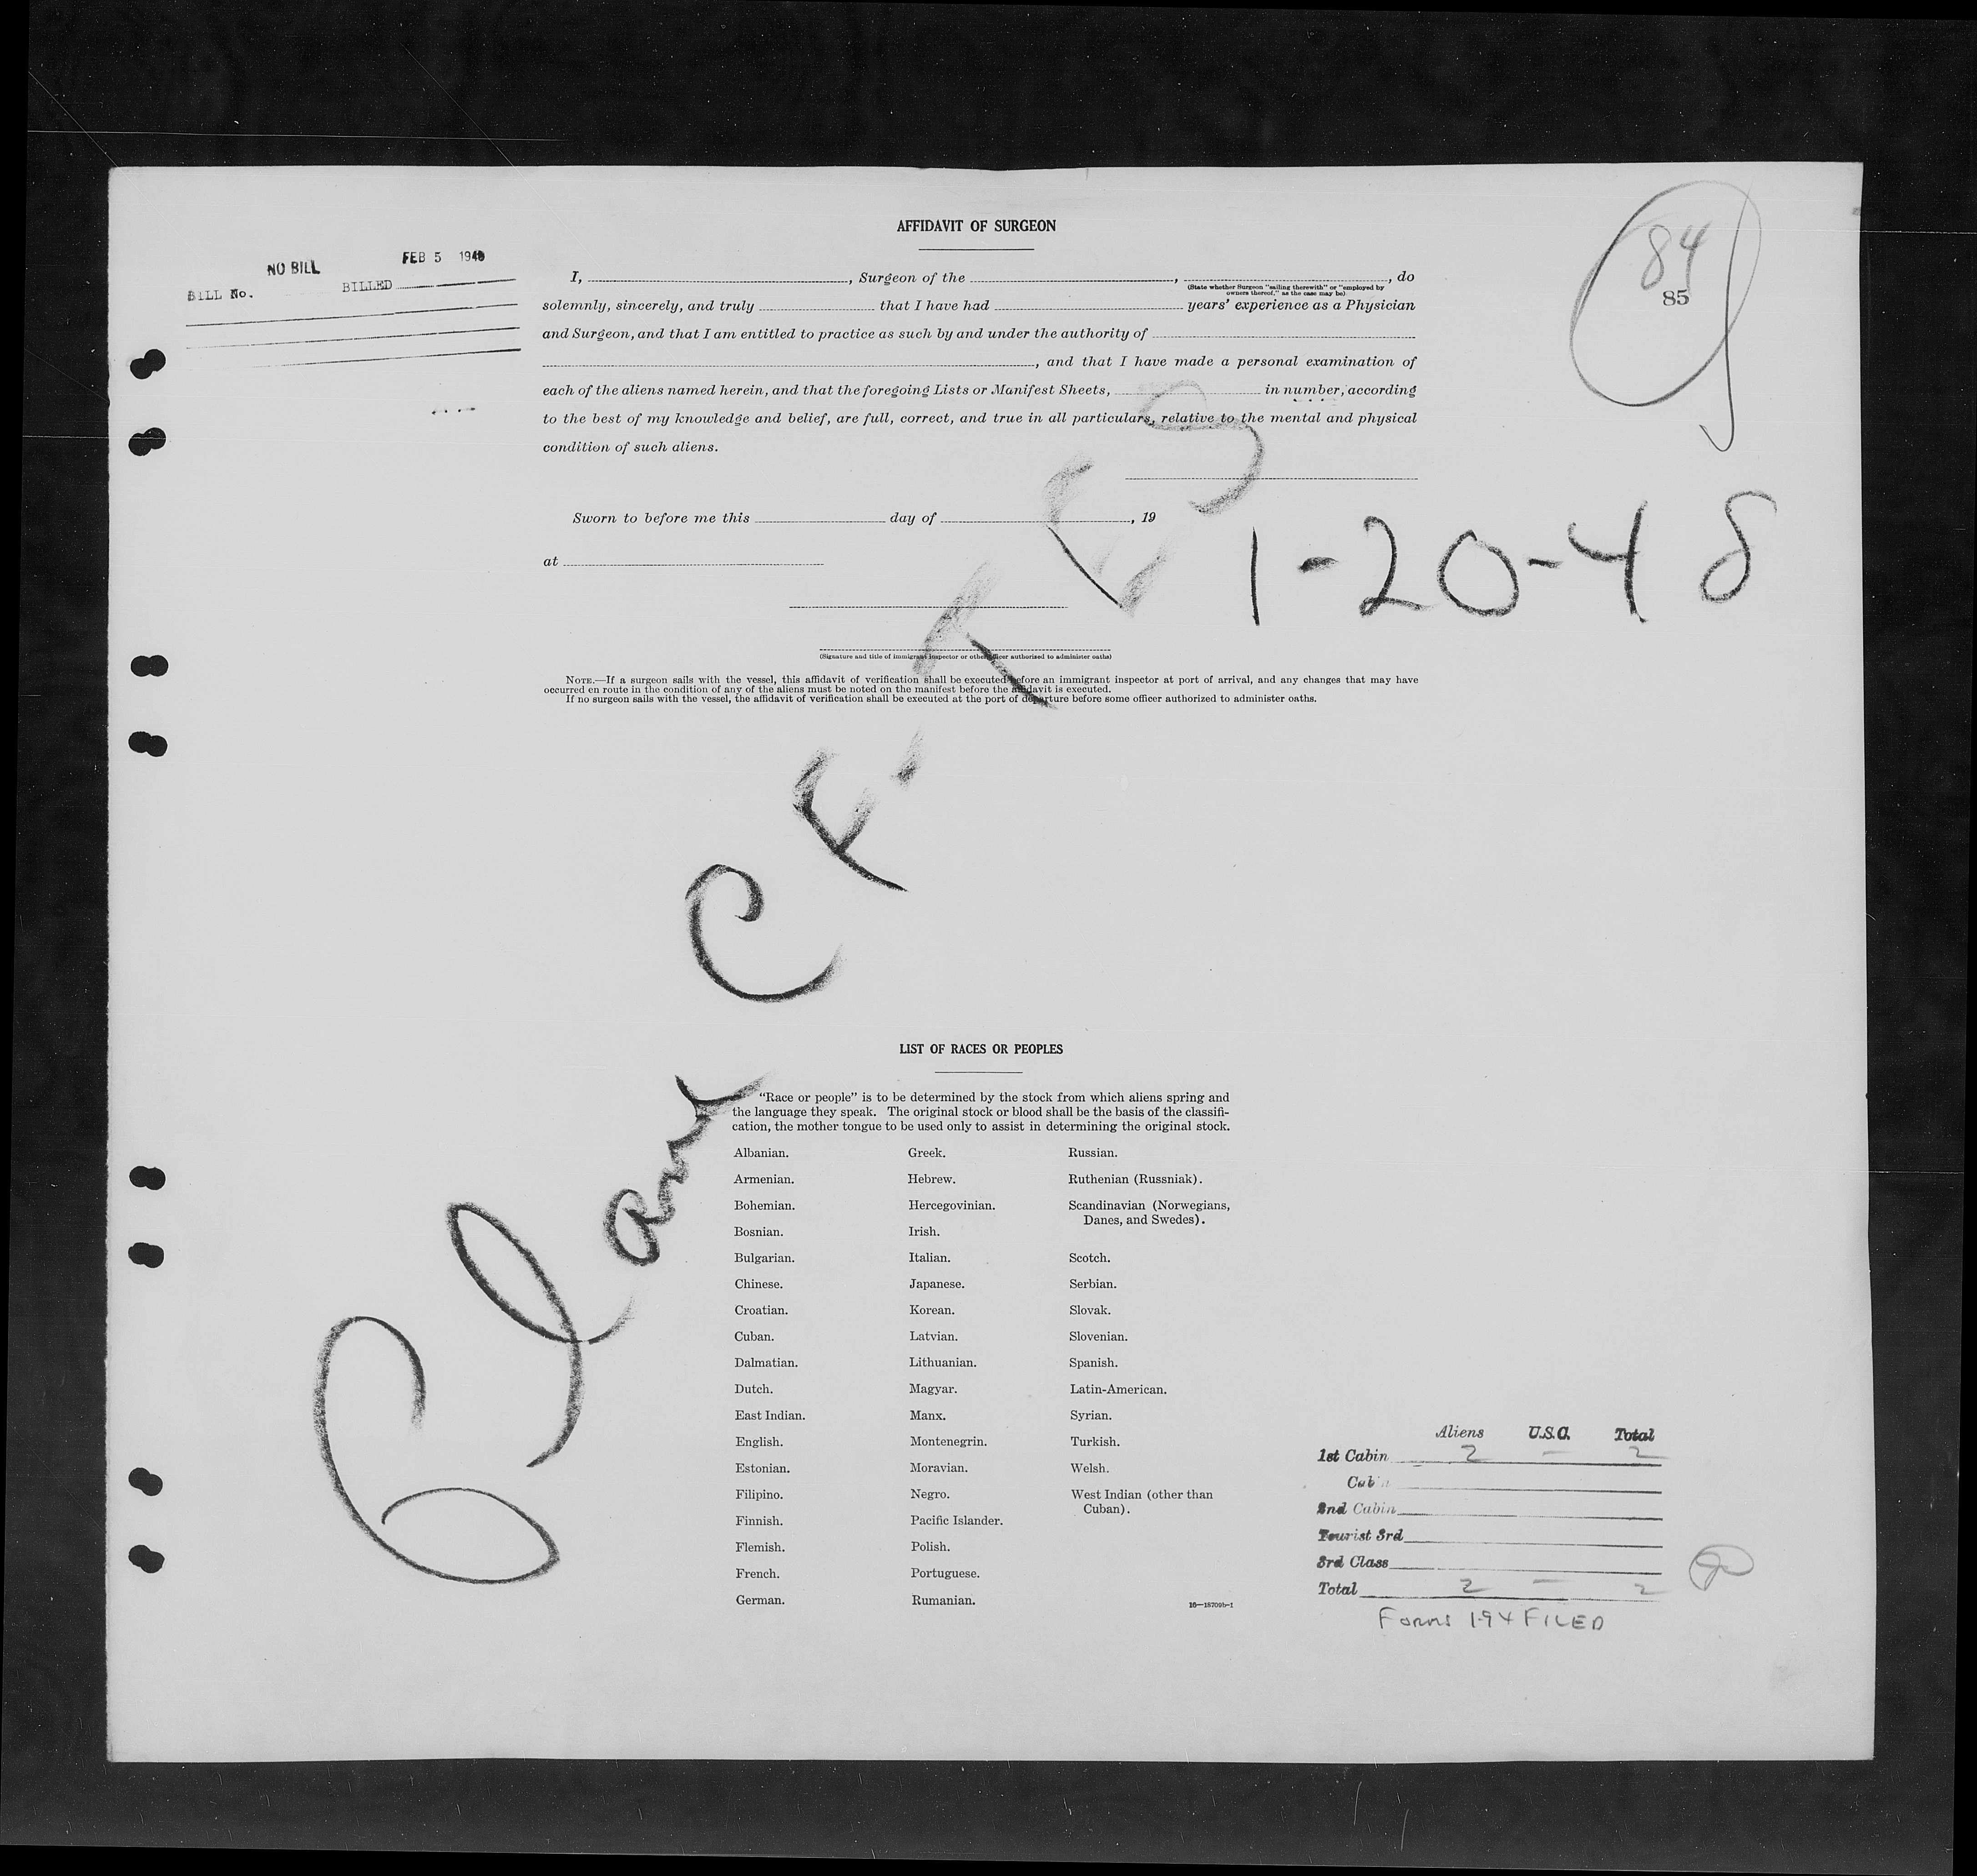 AFFIDAVIT OF SURGEON
NO BILL
FEB 5 1948
BILL No. BILLED
84
85
I, , Surgeon of the , , do
(State whether Surgeon "sailing therewith" or "employed by owners thereof," as the case may be)
solemnly, sincerely, and truly that I have had years' experience as a Physician
and Surgeon, and that I am entitled to practice as such by and under the authority of
, and that I have made a personal examination of
each of the aliens named herein, and that the foregoing Lists or Manifest Sheets, in number, according
to the best of my knowledge and belief, are full, correct, and true in all particulars, relative to the mental and physical
condition of such aliens.
Sworn to before me this day of , 19
at
1-20-48
(Signature and title of immigrant inspector or other officer authorized to administer oaths)
NOTE.—If a surgeon sails with the vessel, this affidavit of verification shall be executed before an immigrant inspector at port of arrival, and any changes that may have
occurred en route in the condition of any of the aliens must be noted on the manifest before the affidavit is executed.
If no surgeon sails with the vessel, the affidavit of verification shall be executed at the port of departure before some officer authorized to administer oaths.
LIST OF RACES OR PEOPLES
"Race or people" is to be determined by the stock from which aliens spring and
the language they speak. The original stock or blood shall be the basis of the classifi-
cation, the mother tongue to be used only to assist in determining the original stock.
Albanian.
Armenian.
Bohemian.
Bosnian.
Bulgarian.
Chinese.
Croatian.
Cuban.
Dalmatian.
Dutch.
East Indian.
English.
Estonian.
Filipino.
Finnish.
Flemish.
French.
German.
Greek.
Hebrew.
Hercegovinian.
Irish.
Italian.
Japanese.
Korean.
Latvian.
Lithuanian.
Magyar.
Manx.
Montenegrin.
Moravian.
Negro.
Pacific Islander.
Polish.
Portuguese.
Rumanian.
Russian.
Ruthenian (Russniak).
Scandinavian (Norwegians,
Danes, and Swedes).
Scotch.
Serbian.
Slovak.
Slovenian.
Spanish.
Latin-American.
Syrian.
Turkish.
Welsh.
West Indian (other than
Cuban).
16—18709b-1
Aliens U.S.C. Total
1st Cabin 2 — 2
Cabin
2nd Cabin
Tourist 3rd
3rd Class
Total 2 — 2
Forms 194 FILED